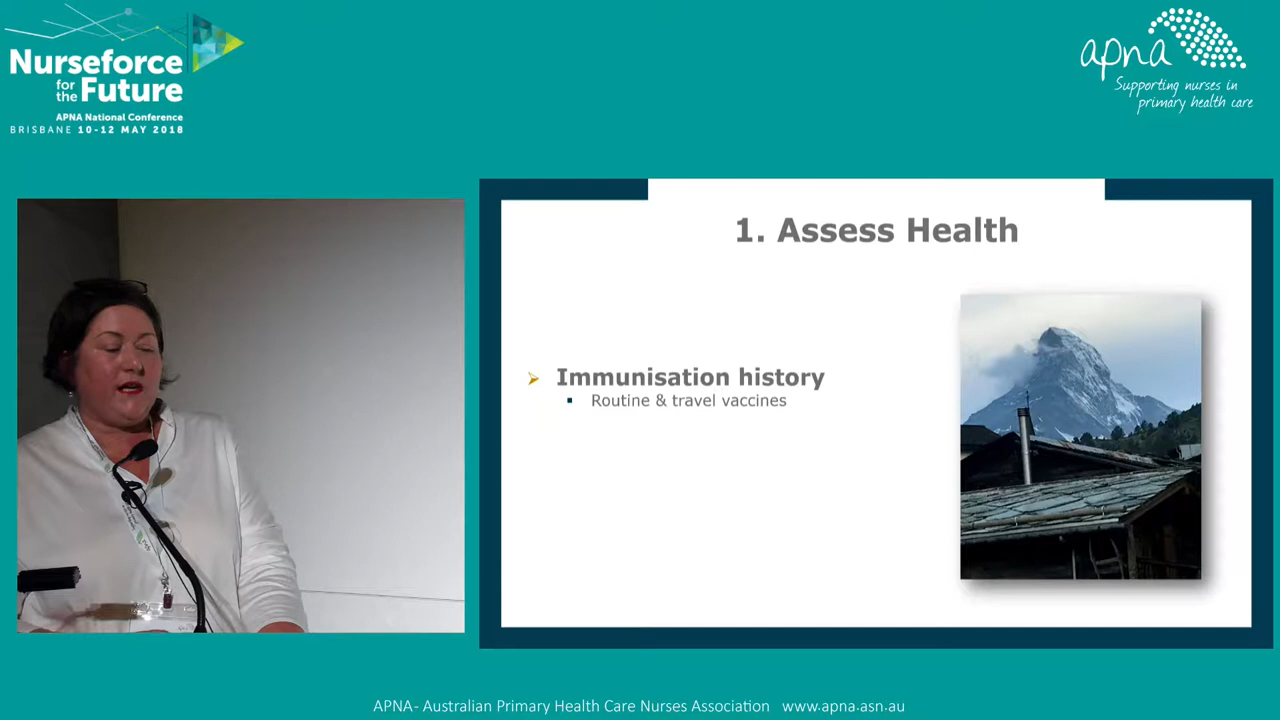 Nurseforce
for the Future
APNA National Conference
BRISBANE 10-12 MAY 2018
apna
Supporting nurses in
primary health care
1. Assess Health
Immunisation history
Routine & travel vaccines
APNA- Australian Primary Health Care Nurses Association www.apna.asn.au